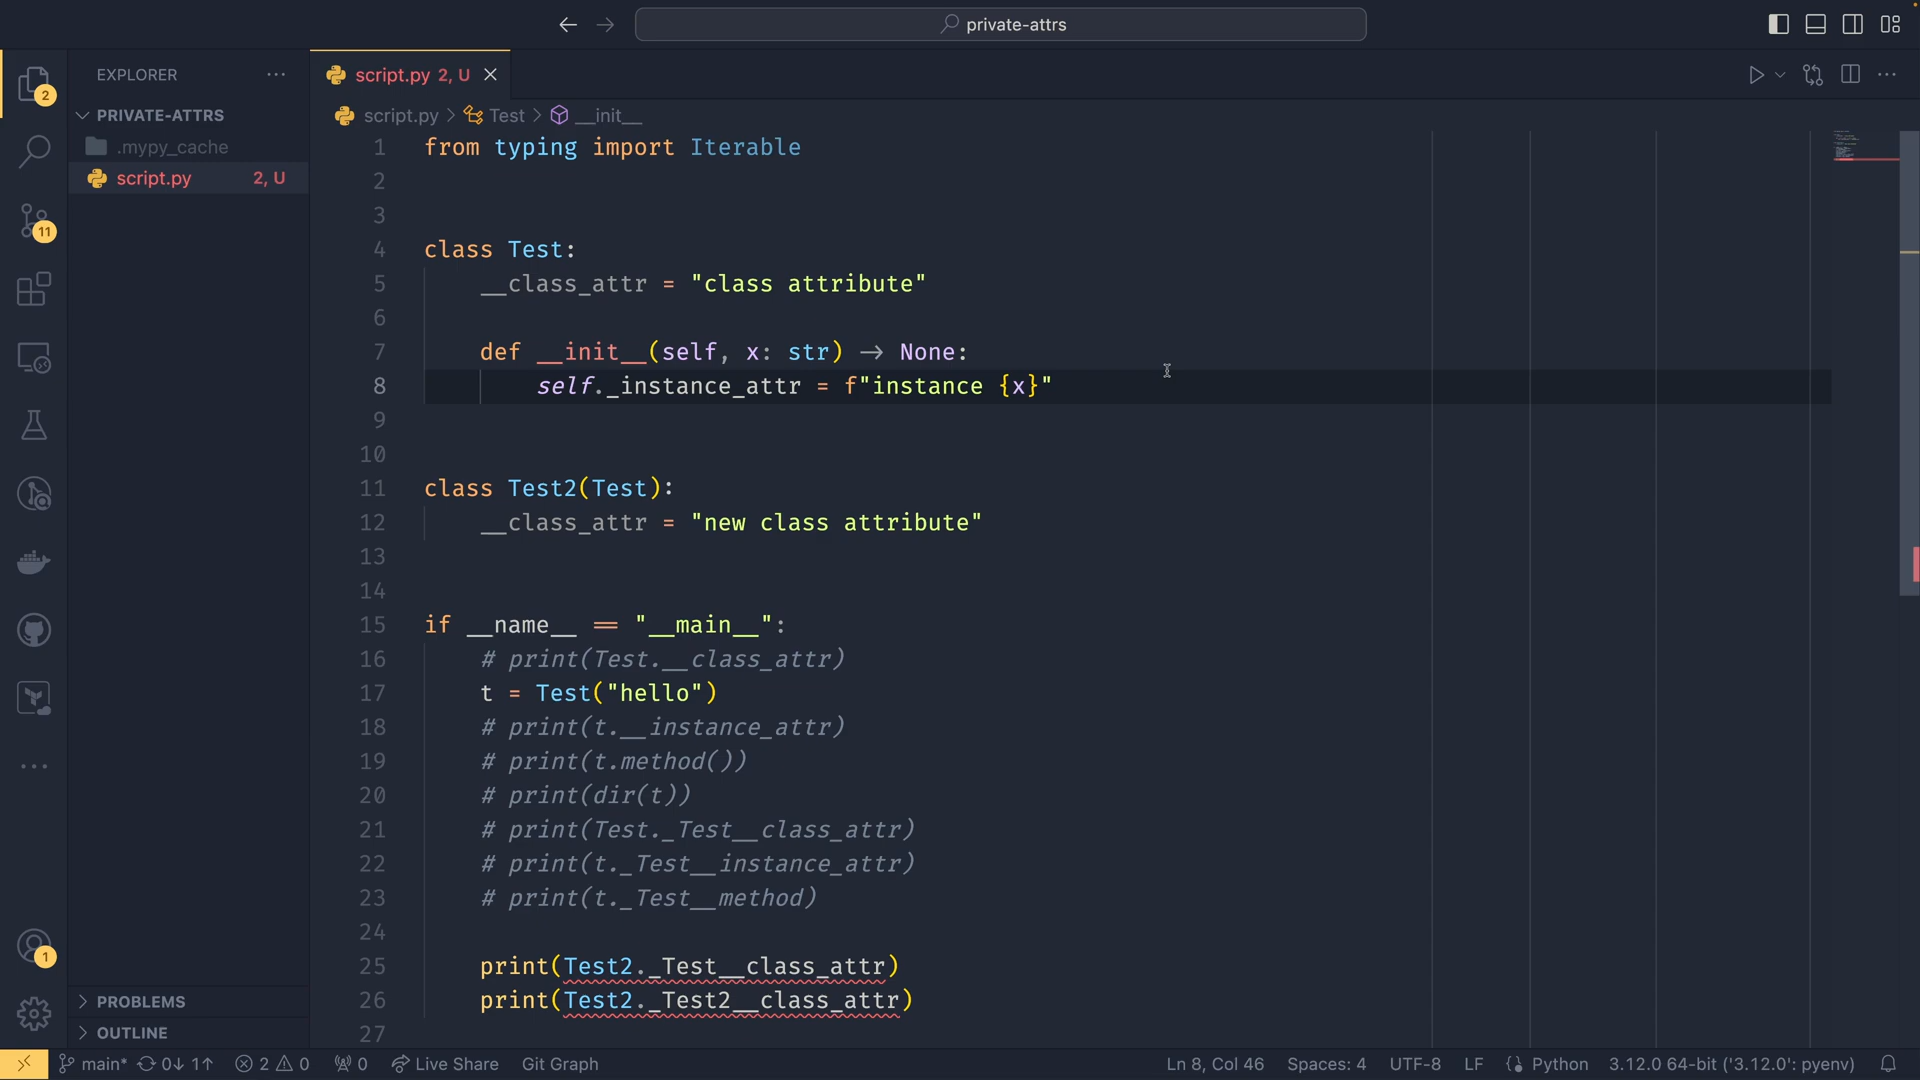 private-attrs
EXPLORER
script.py 2, U
2
PRIVATE-ATTRS
script.py > Test > __init__
.mypy_cache
script.py 2, U
11
1
1 from typing import Iterable
2
3
4 class Test:
5 __class_attr = "class attribute"
6
7 def __init__(self, x: str) → None:
8 self._instance_attr = f"instance {x}"
9
10
11 class Test2(Test):
12 __class_attr = "new class attribute"
13
14
15 if __name__ == "__main__":
16 # print(Test.__class_attr)
17 t = Test("hello")
18 # print(t.__instance_attr)
19 # print(t.method())
20 # print(dir(t))
21 # print(Test._Test__class_attr)
22 # print(t._Test__instance_attr)
23 # print(t._Test__method)
24
25 print(Test2._Test__class_attr)
26 print(Test2._Test2__class_attr)
27
PROBLEMS
OUTLINE
main* 0↓ 1↑ 2 0 0 Live Share Git Graph Ln 8, Col 46 Spaces: 4 UTF-8 LF Python 3.12.0 64-bit ('3.12.0': pyenv)